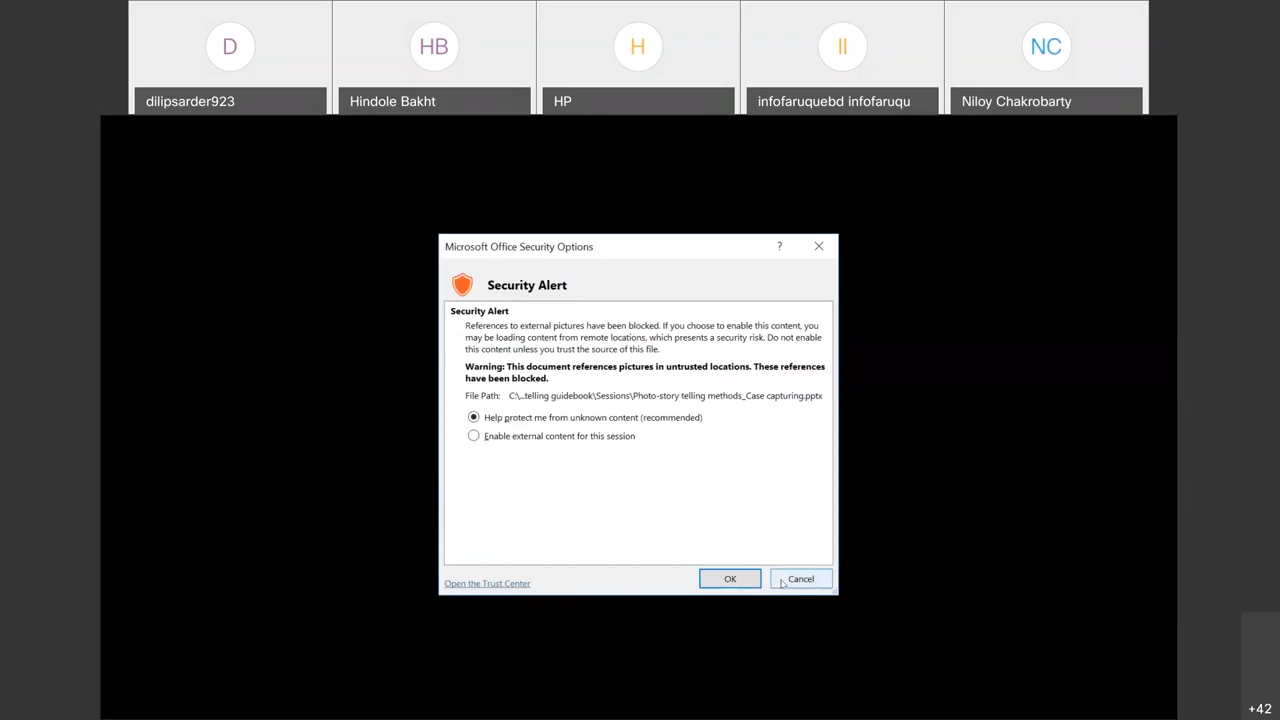 D
HB
H
II
NC
dilipsarder923
Hindole Bakht
HP
infofaruquebd infofaruqu
Niloy Chakrobarty
Microsoft Office Security Options
?
Security Alert
Security Alert
References to external pictures have been blocked. If you choose to enable this content, you
may be loading content from remote locations, which presents a security risk. Do not enable
this content unless you trust the source of this file.
Warning: This document references pictures in untrusted locations. These references
have been blocked.
File Path: C:\...telling guidebook\Sessions\Photo-story telling methods_Case capturing.pptx
Help protect me from unknown content (recommended)
Enable external content for this session
Open the Trust Center
OK
Cancel
+42